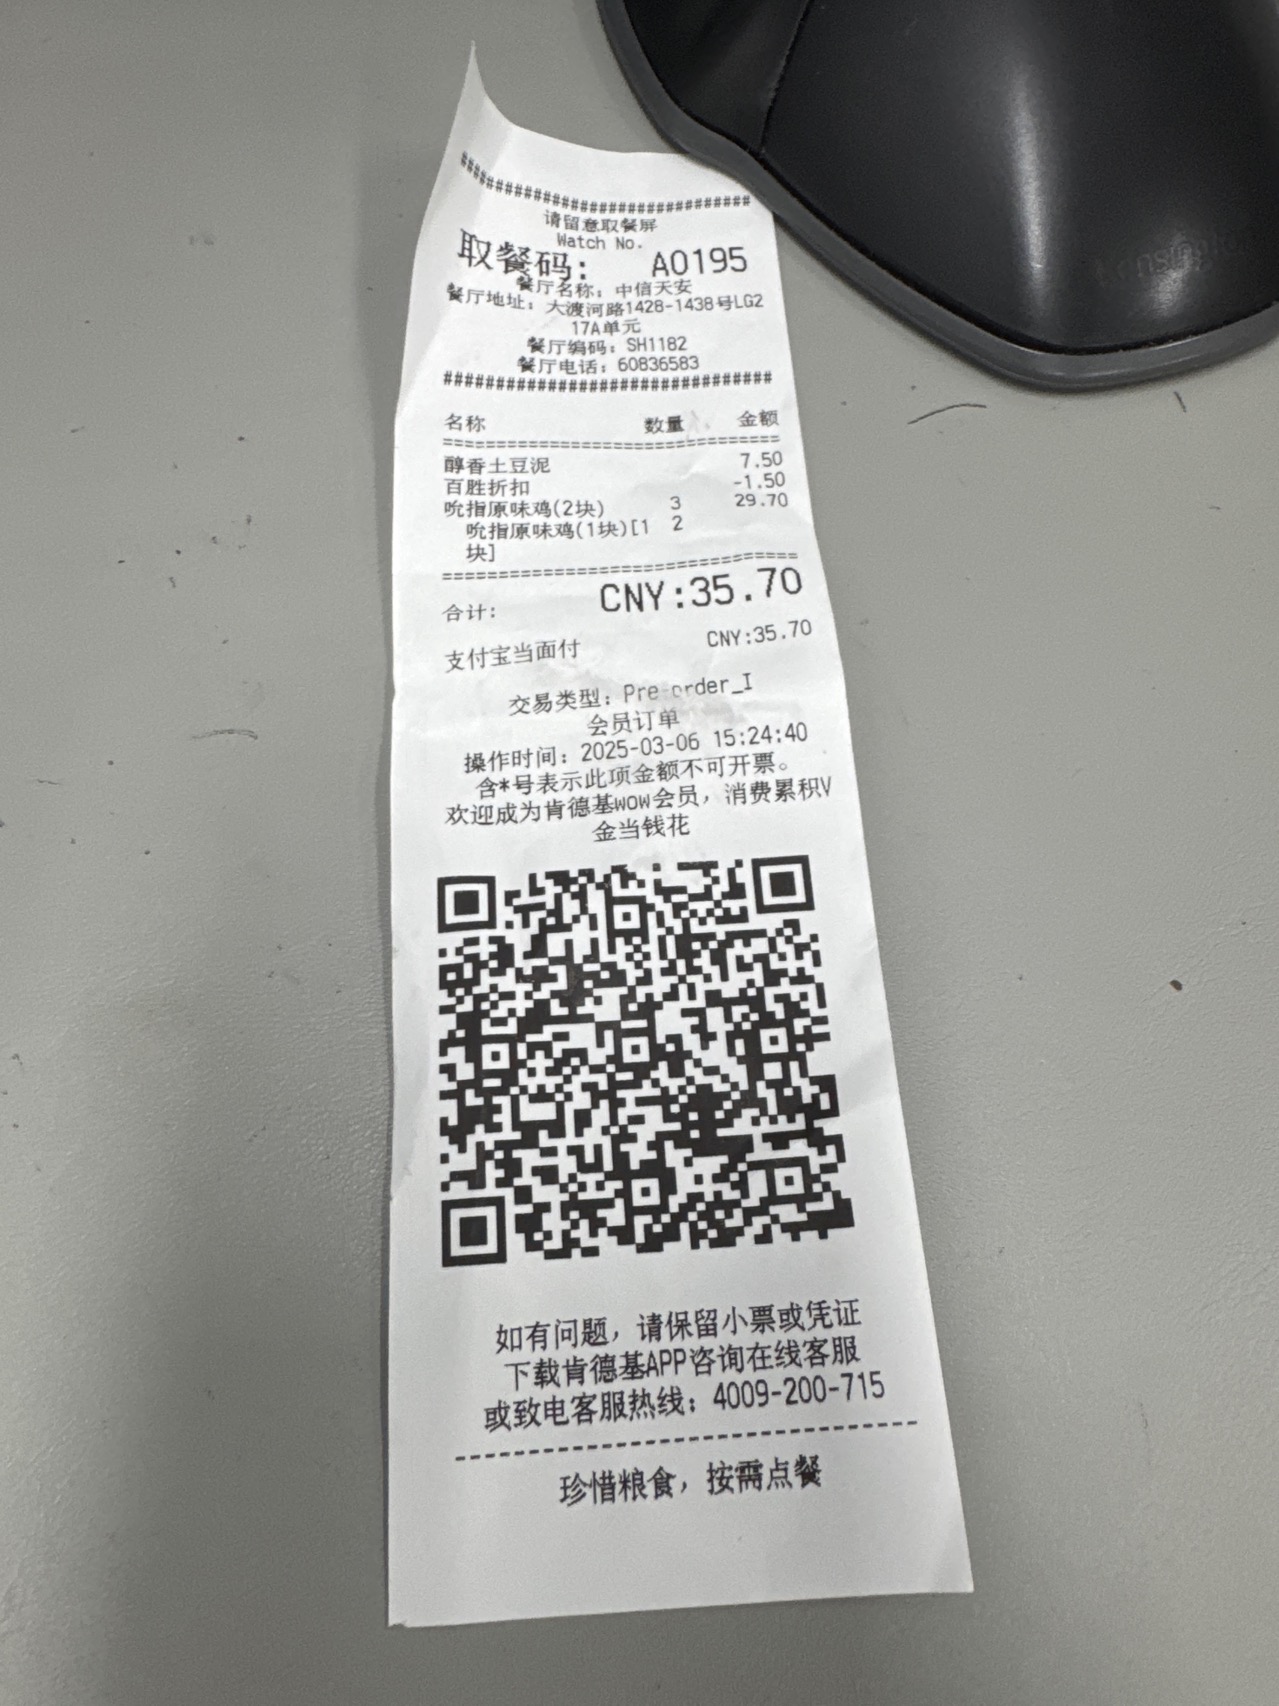 ##############################
请留意取餐屏
Watch No.
取餐码: A0195
餐厅名称: 中信天安
餐厅地址: 大渡河路1428-1438号LG2
17A单元
餐厅编码: SH1182
餐厅电话: 60836583
##############################
名称 数量 金额
醇香土豆泥 7.50
百胜折扣 -1.50
吮指原味鸡(2块) 3 29.70
吮指原味鸡(1块)[1 2
块]
合计: CNY:35.70
支付宝当面付 CNY:35.70
交易类型: Pre-order_I
会员订单
操作时间: 2025-03-06 15:24:40
含*号表示此项金额不可开票。
欢迎成为肯德基wow会员，消费累积V
金当钱花
如有问题，请保留小票或凭证
下载肯德基APP咨询在线客服
或致电客服热线: 4009-200-715
珍惜粮食，按需点餐